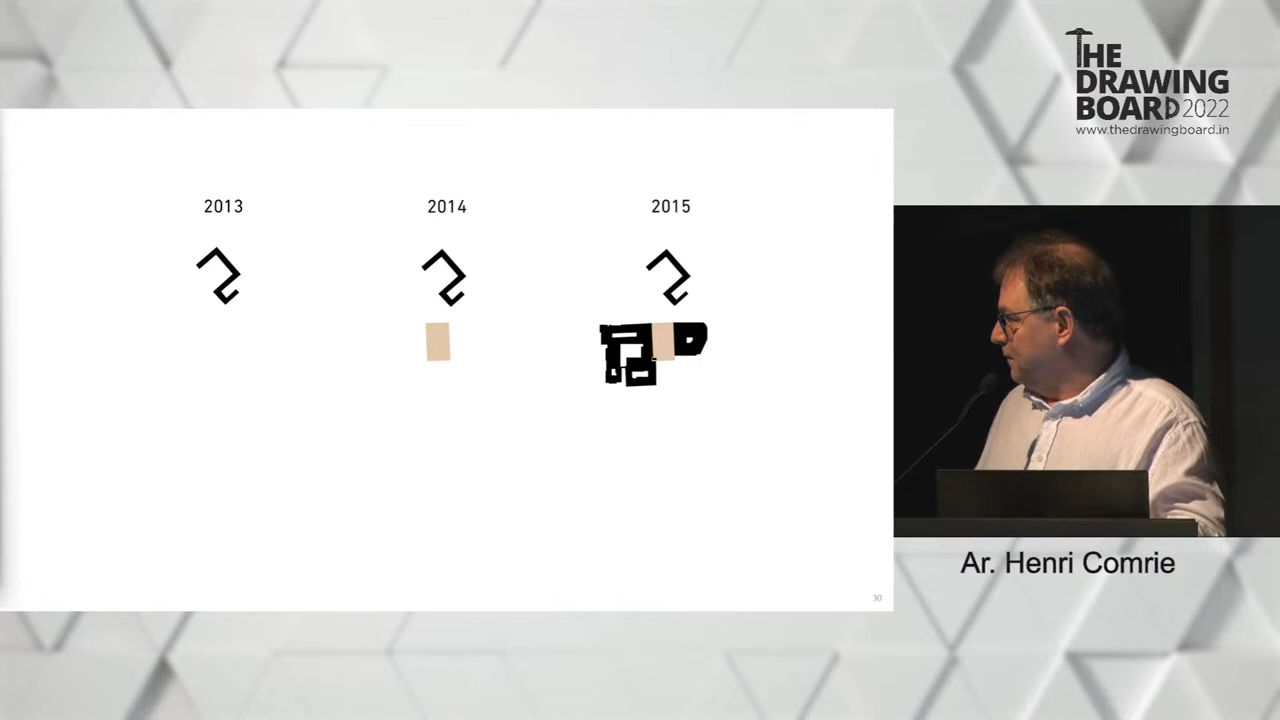 THE
DRAWING
BOARD 2022
www.thedrawingboard.in
2013 2014 2015
30
Ar. Henri Comrie